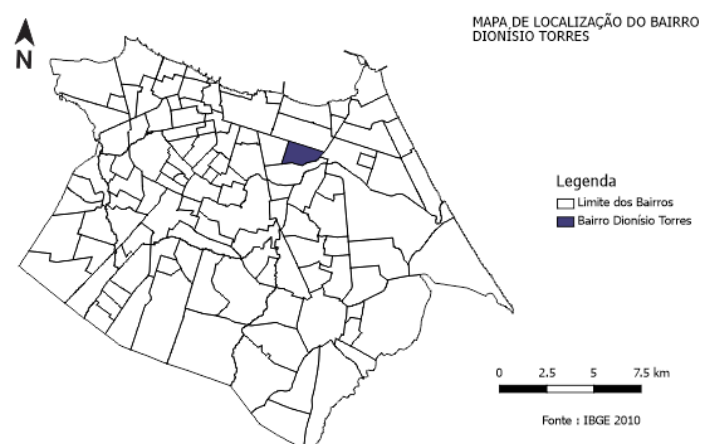 MAPA DE LOCALIZAÇÃO DO BAIRRO
DIONÍSIO TORRES
N
Legenda
Limite dos Bairros
Bairro Dionísio Torres
0 2.5 5 7.5 km
Fonte : IBGE 2010